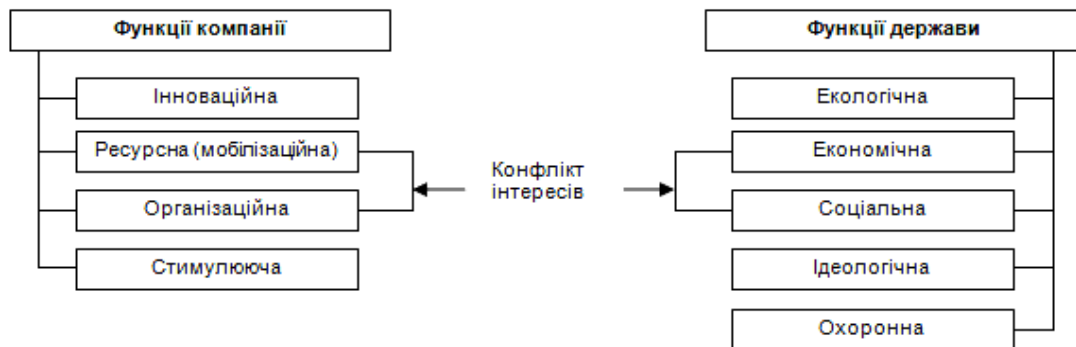 Функції компанії
Інноваційна
Ресурсна (мобілізаційна)
Організаційна
Стимулююча
Конфлікт
інтересів
Функції держави
Екологічна
Економічна
Соціальна
Ідеологічна
Охоронна